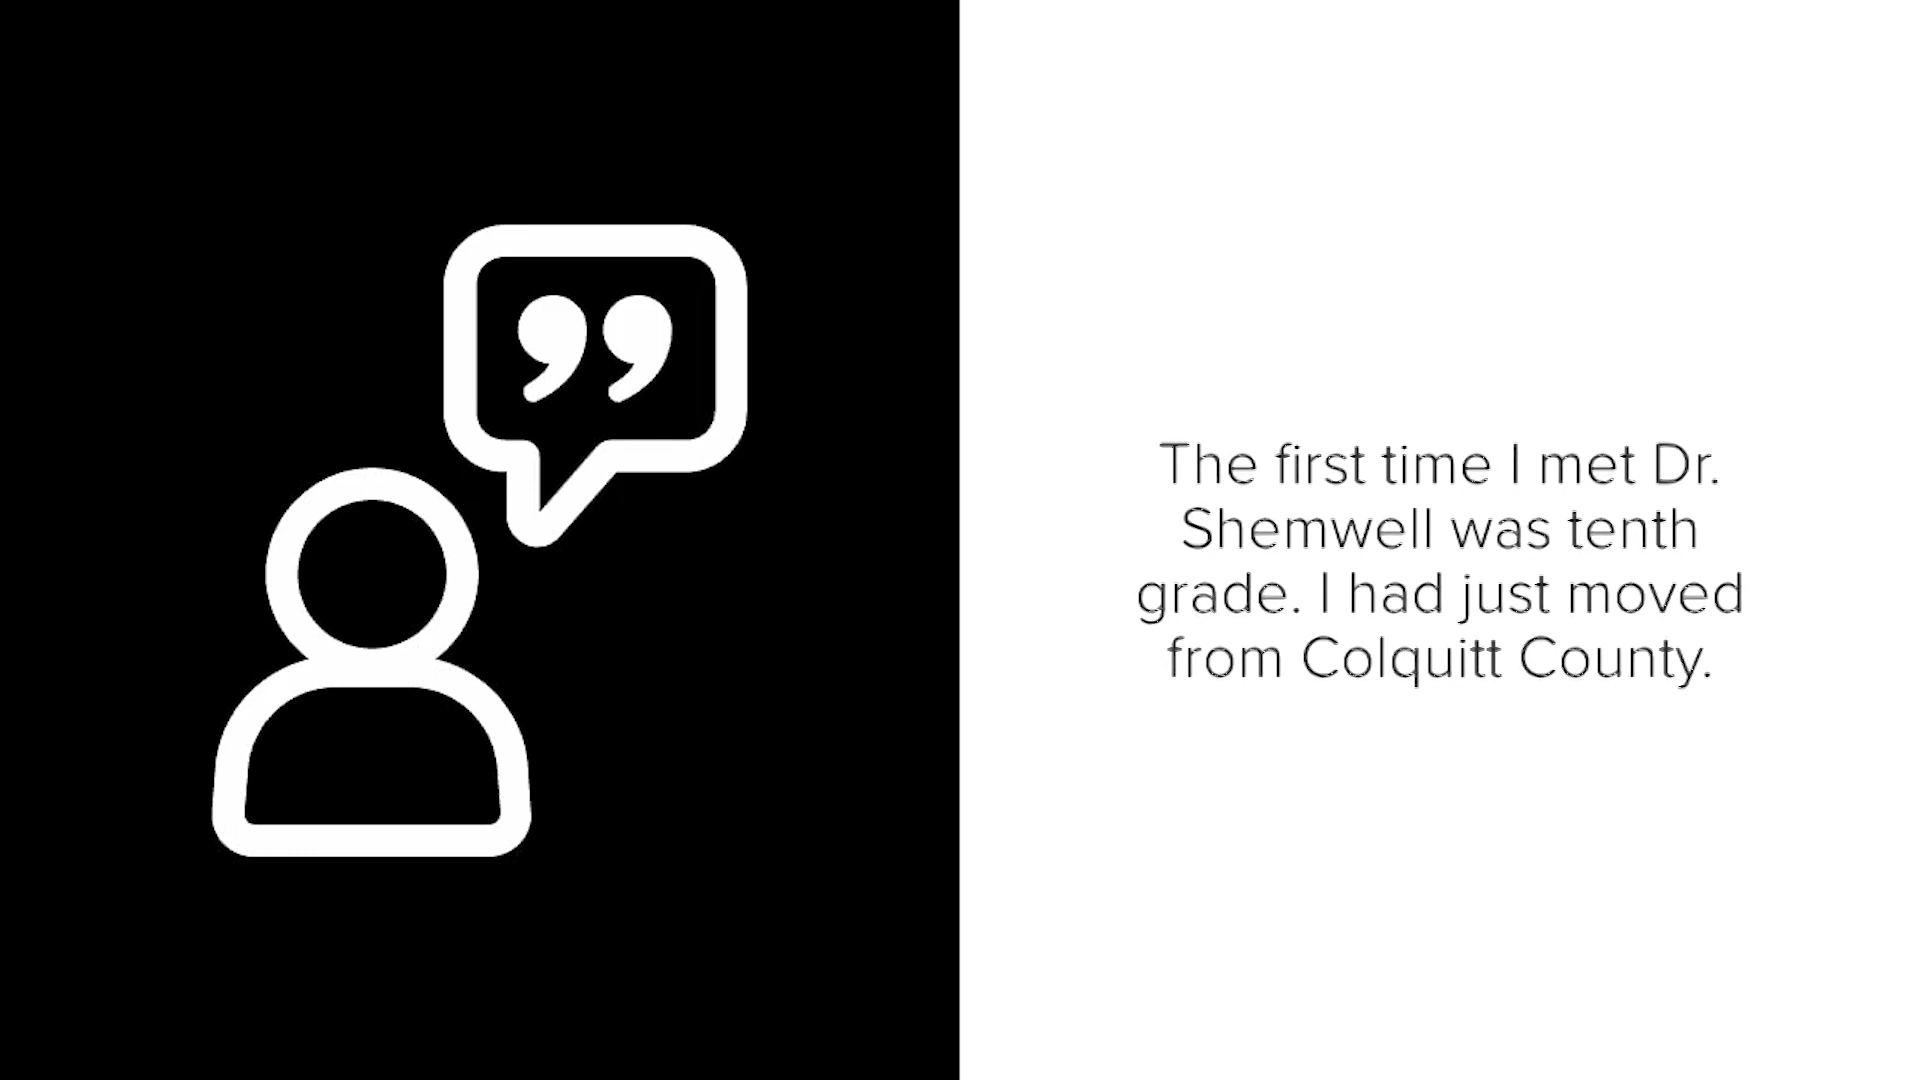 The first time I met Dr.
Shemwell was tenth
grade. I had just moved
from Colquitt County.